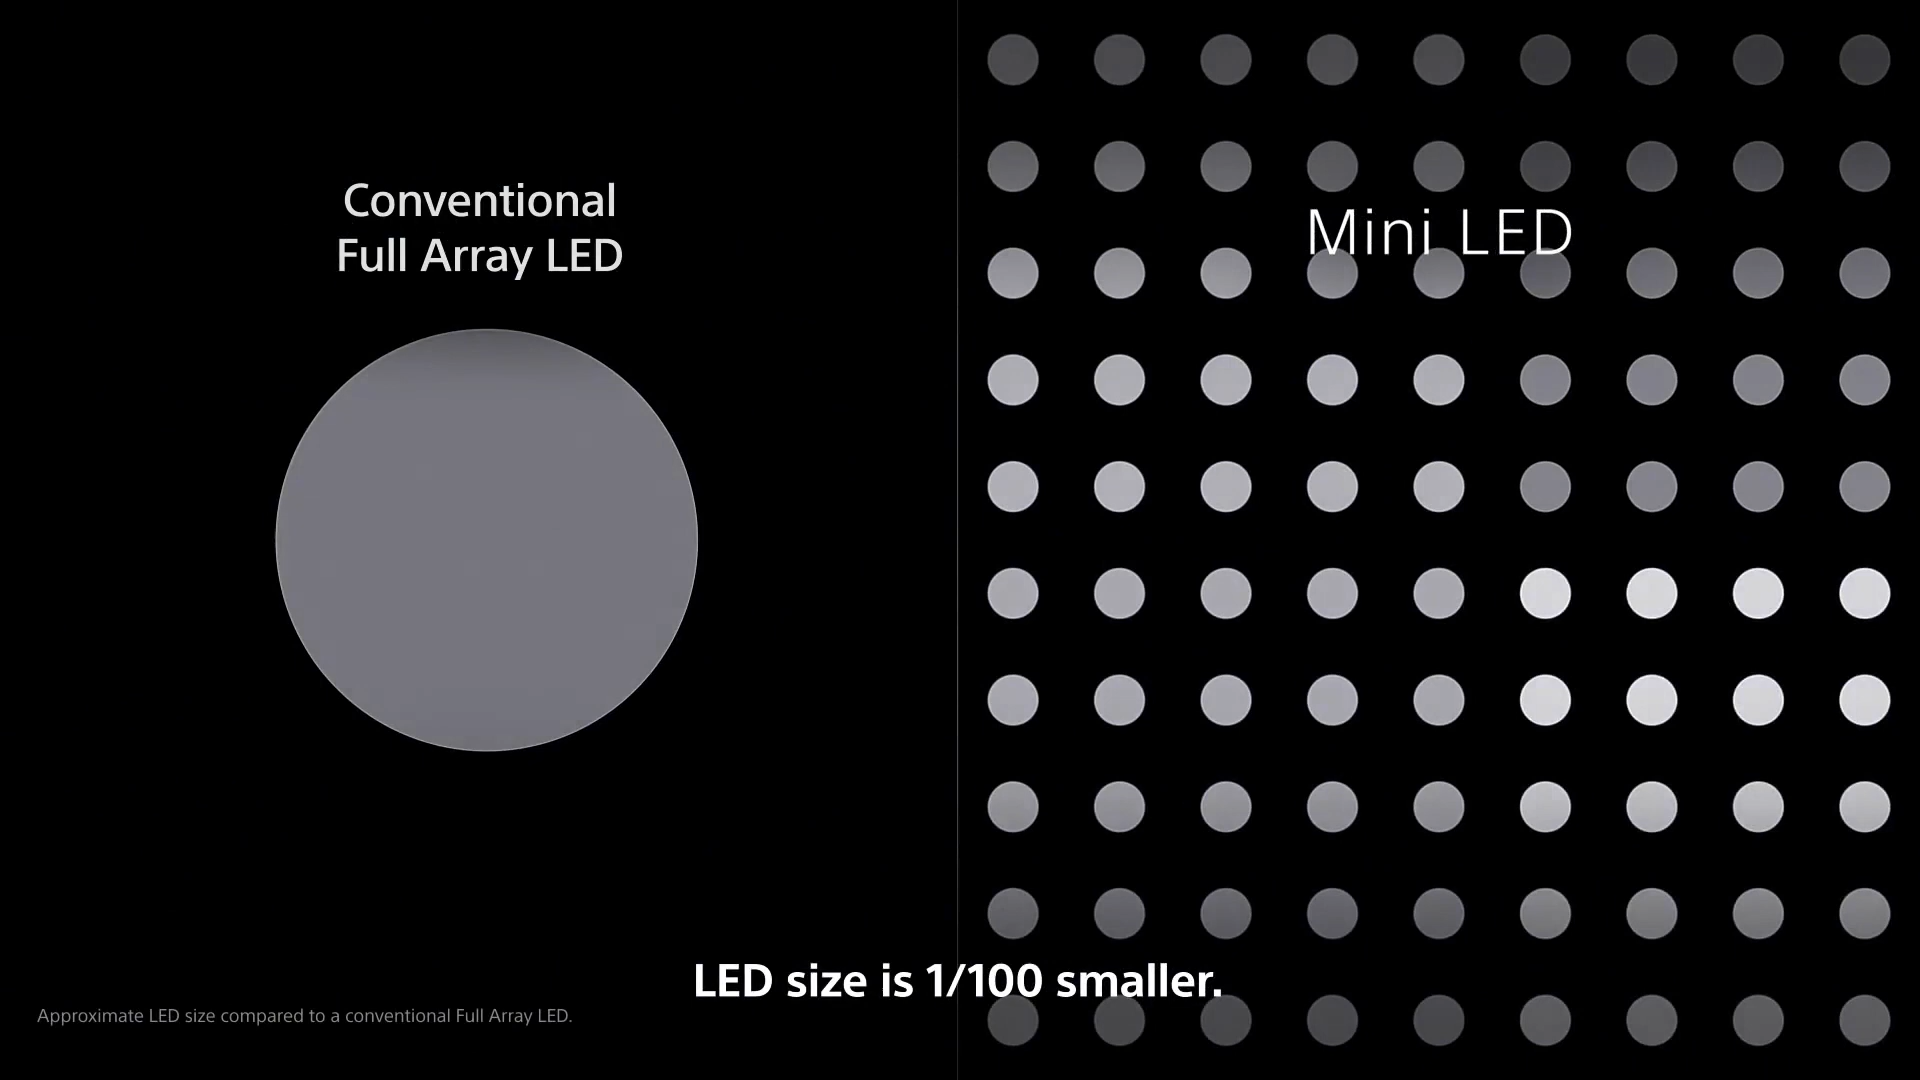 Conventional
Full Array LED
Mini LED
LED size is 1/100 smaller.
Approximate LED size compared to a conventional Full Array LED.